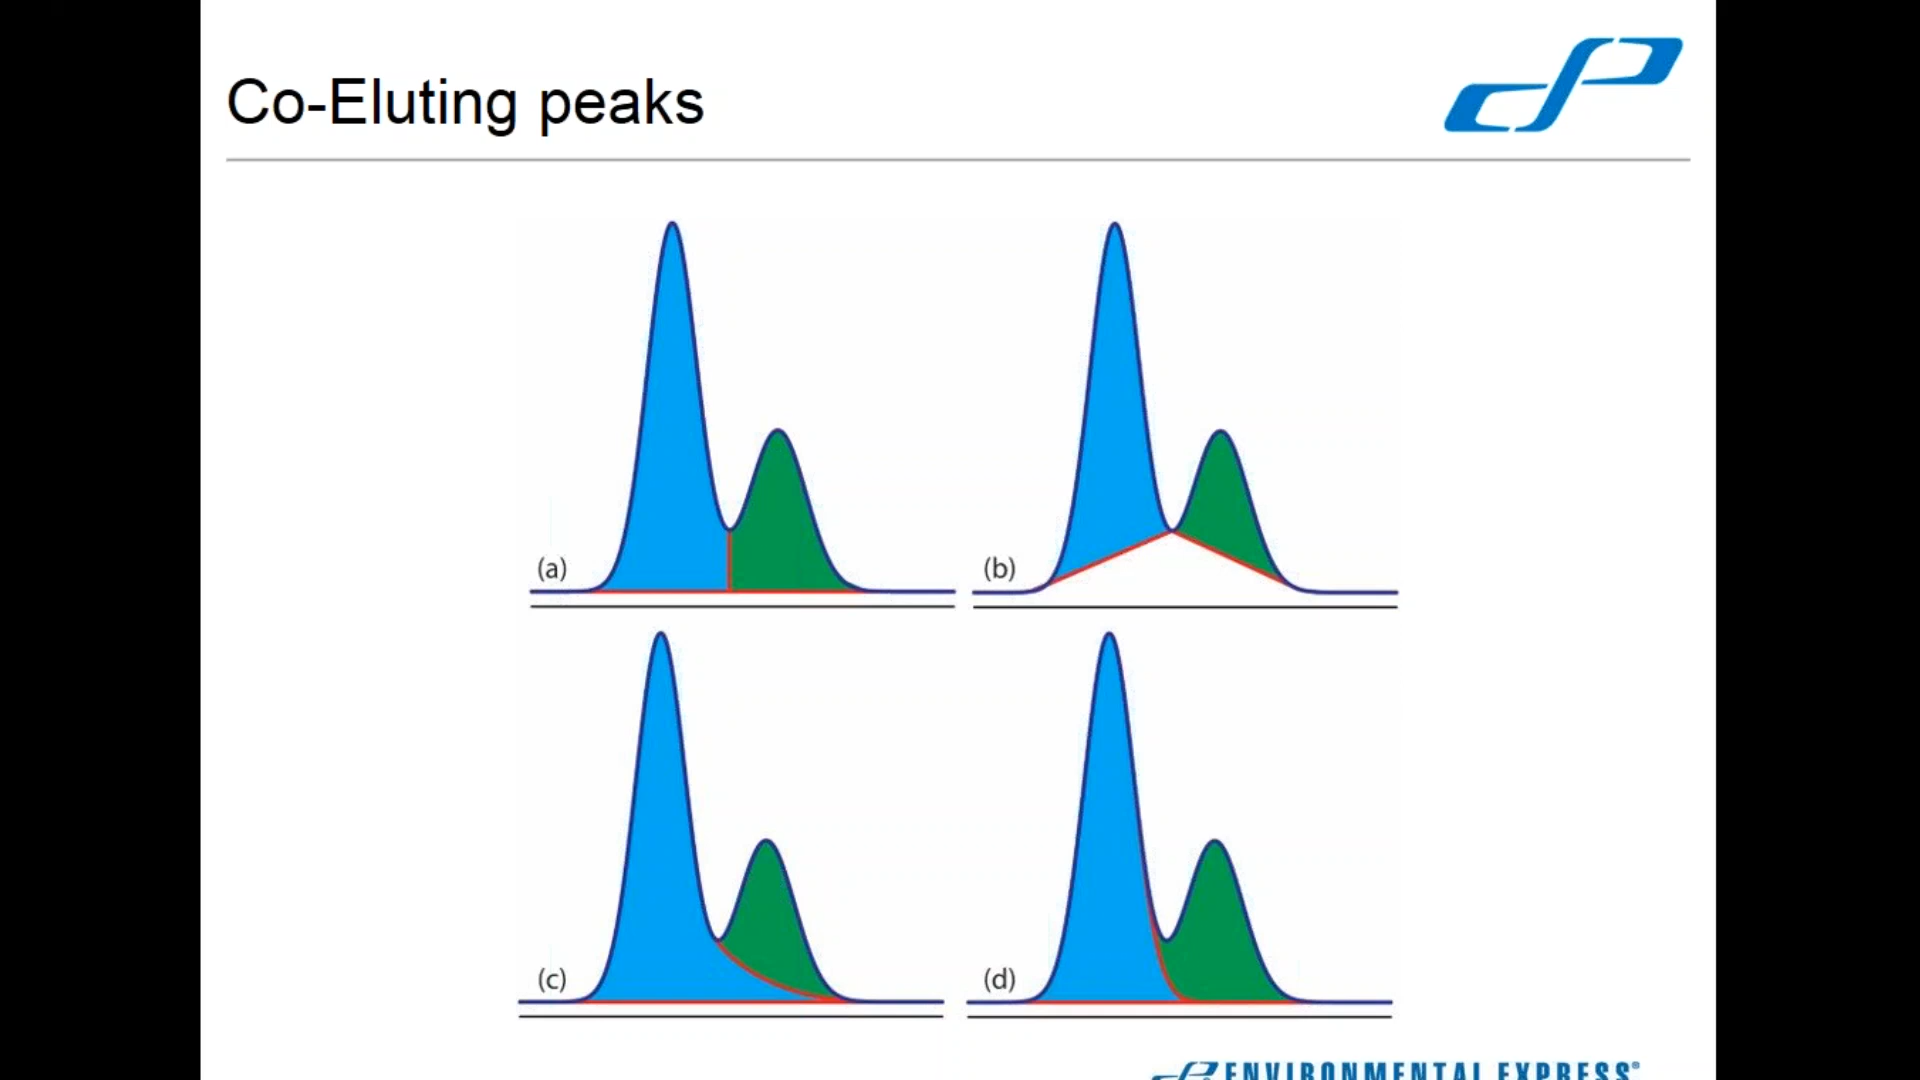 Co-Eluting peaks
(a)
(b)
(c)
(d)
ENVIRONMENTAL EXPRESS®